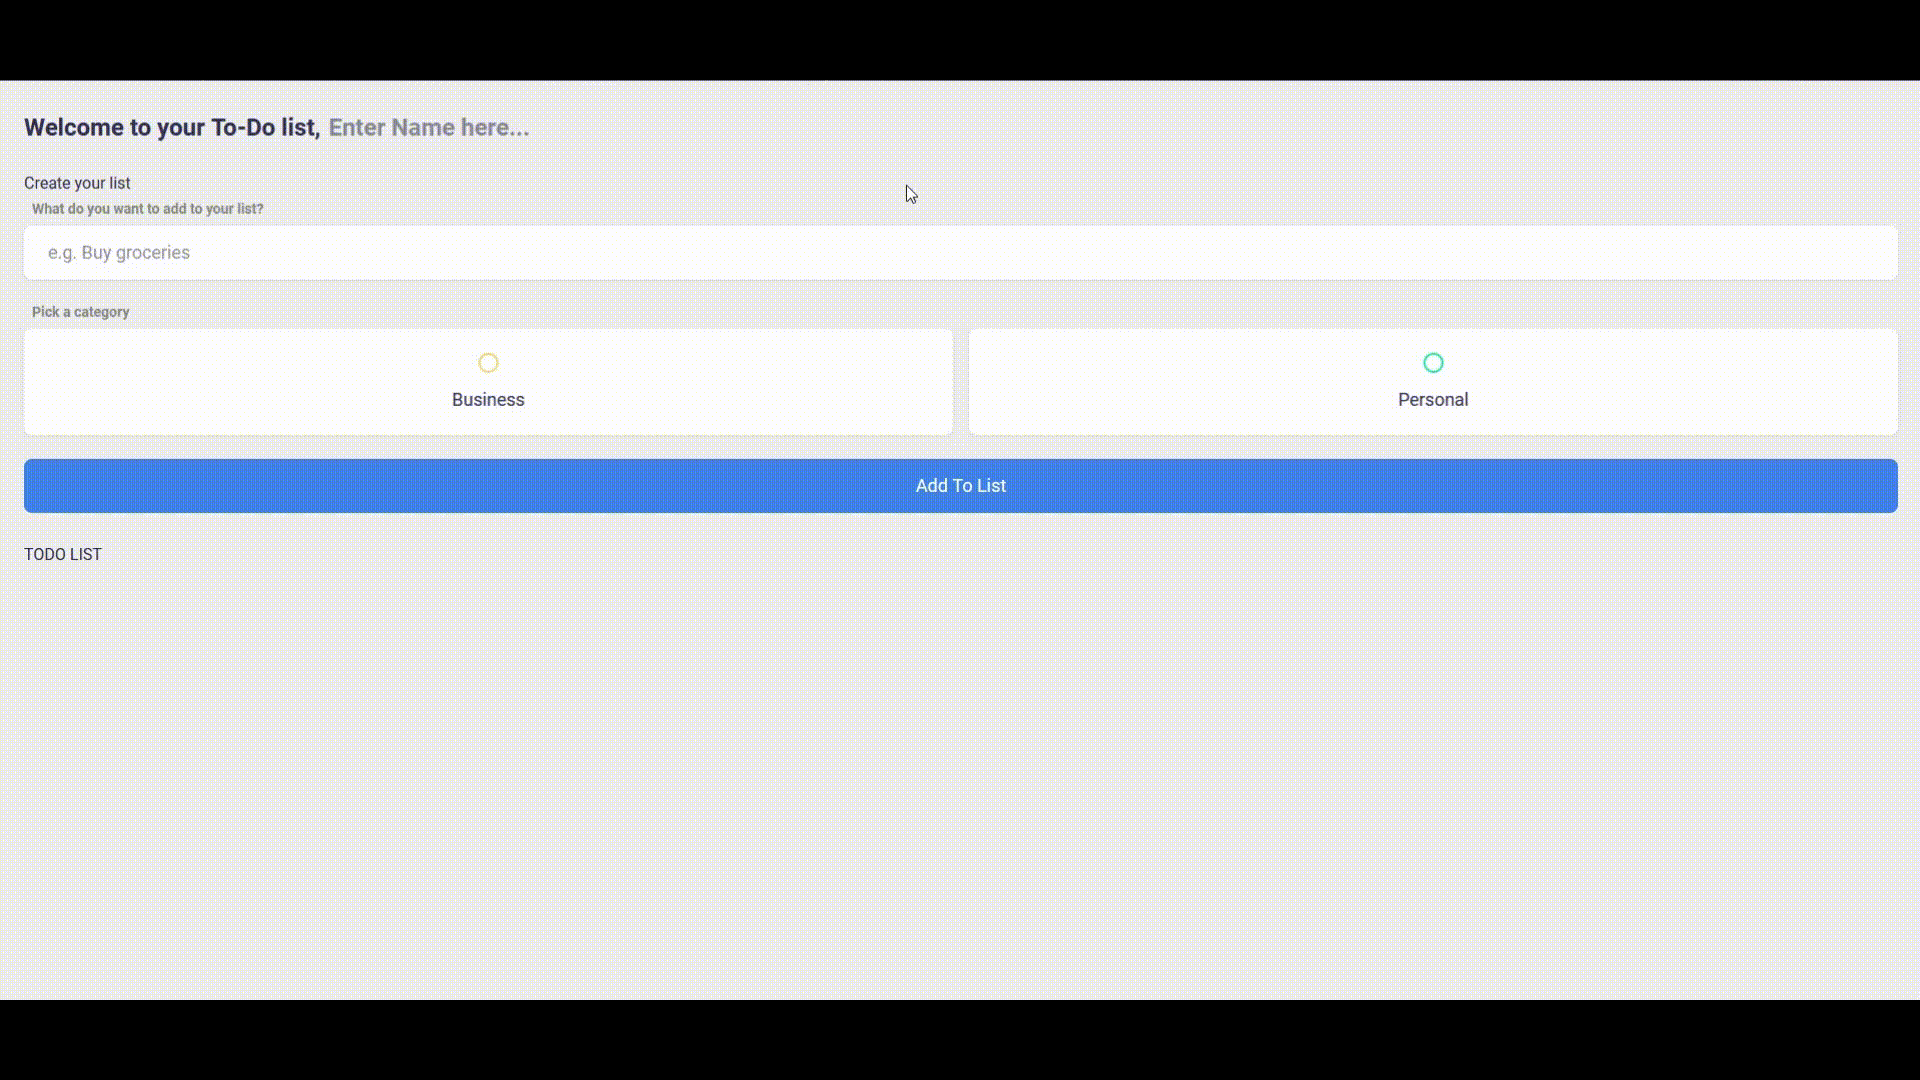 Welcome to your To-Do list, Enter Name here...
Create your list
What do you want to add to your list?
e.g. Buy groceries
Pick a category
Business
Personal
Add To List
TODO LIST